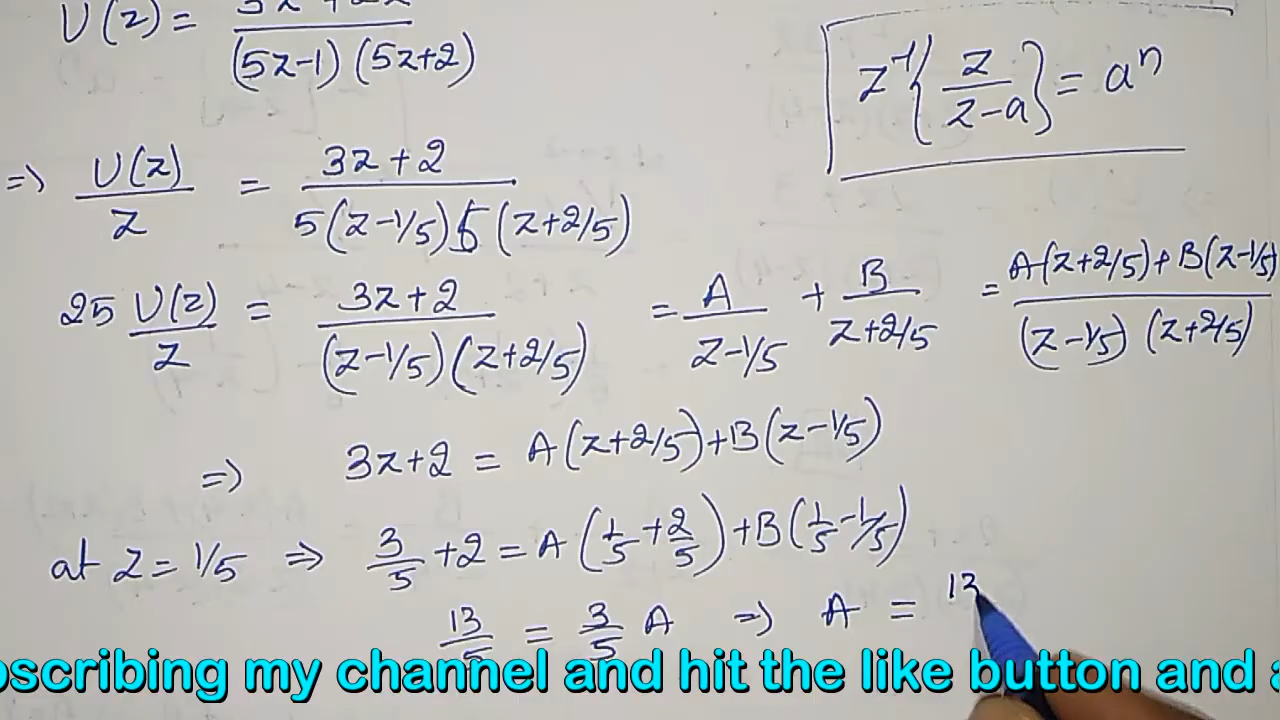 U(z) =
(5z-1) (5z+2)
z⁻¹{ z / z-a } = aⁿ
=> U(z) / z = 3z+2 / 5(z-1/5) 5 (z+2/5)
25 U(z) / z = 3z+2 / (z-1/5)(z+2/5) = A / z-1/5 + B / z+2/5 = A(z+2/5)+B(z-1/5) / (z-1/5) (z+2/5)
=> 3z+2 = A(z+2/5)+B(z-1/5)
at z=1/5 => 3/5 +2 = A(1/5 + 2/5)+B(1/5 - 1/5)
13/5 = 3/5 A => A = 13
bscribing my channel and hit the like button and a